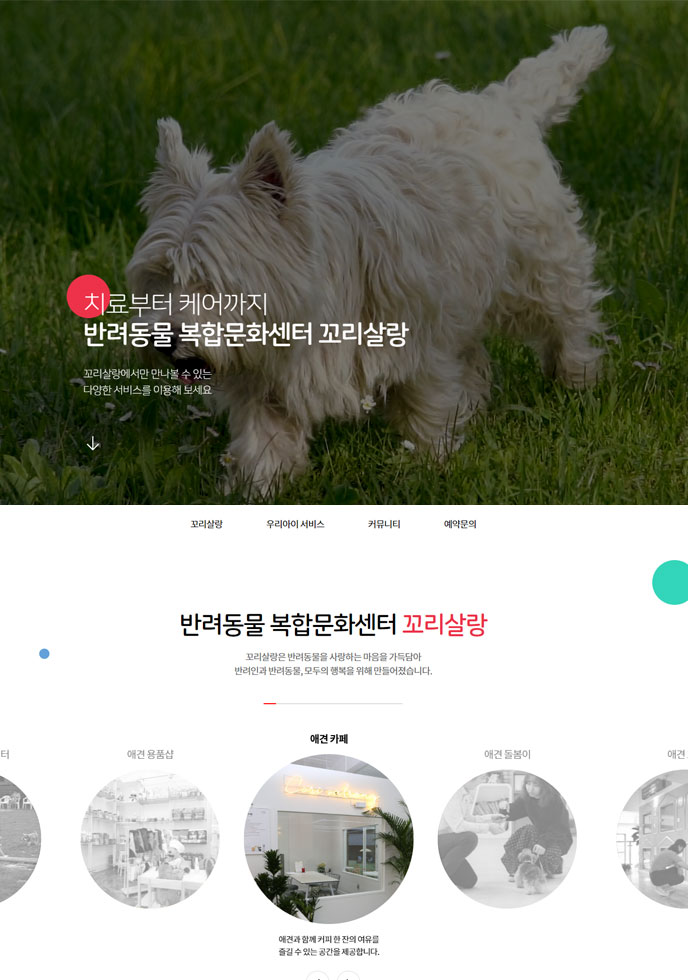 치료부터 케어까지
반려동물 복합문화센터 꼬리살랑
꼬리살랑에서만 만나볼 수 있는
다양한 서비스를 이용해 보세요
꼬리살랑
우리아이 서비스
커뮤니티
예약문의
반려동물 복합문화센터 꼬리살랑
꼬리살랑은 반려동물을 사랑하는 마음을 가득담아
반려인과 반려동물, 모두의 행복을 위해 만들어졌습니다.
터
애견 용품샵
애견 카페
애견 돌봄이
애견
애견과 함께 커피 한 잔의 여유를
즐길 수 있는 공간을 제공합니다.